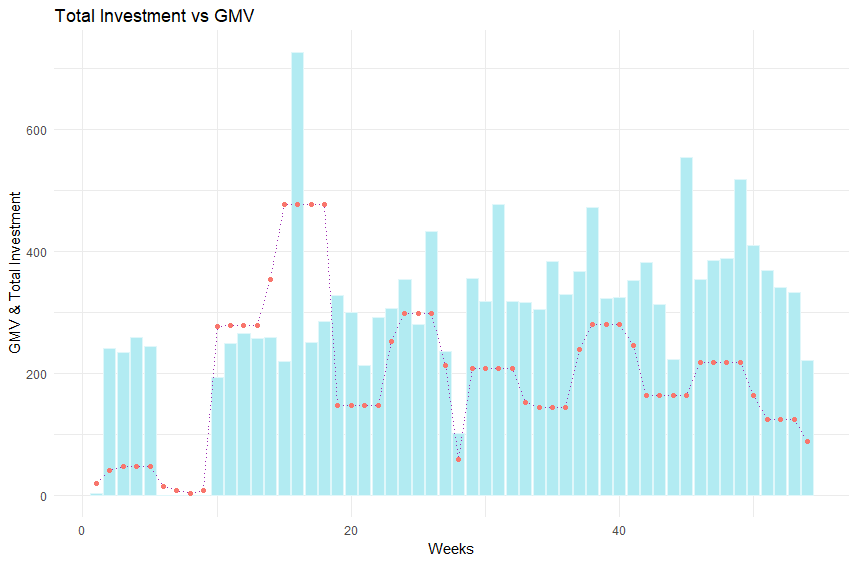 Total Investment vs GMV
GMV & Total Investment
600
400
200
0
0 20 40
Weeks